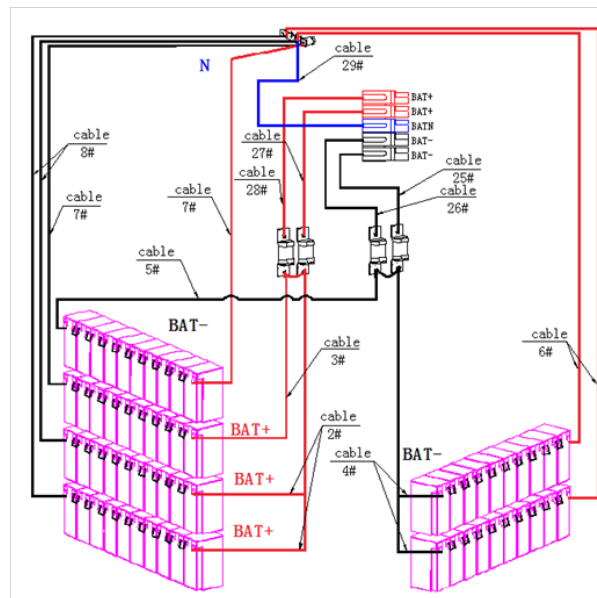 N
cable
29#
BAT+
BAT+
BATN
BAT-
BAT-
cable
8#
cable
27#
cable
28#
cable
25#
cable
26#
cable
7#
cable
7#
cable
5#
BAT-
cable
3#
cable
6#
BAT+
cable
2#
BAT+
BAT-
cable
4#
BAT+